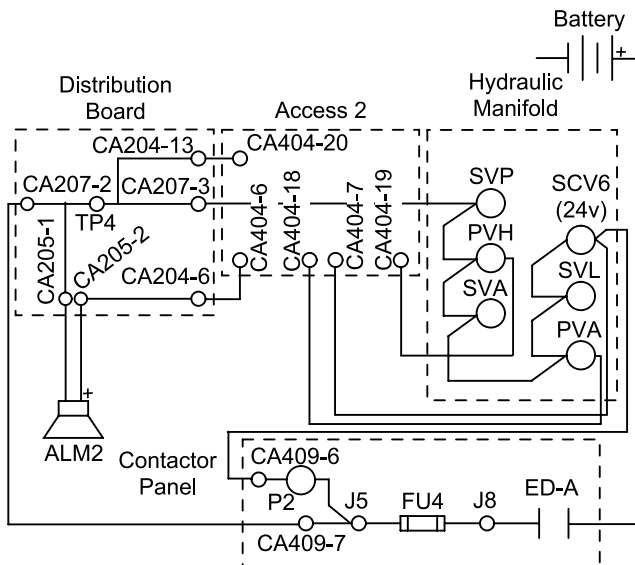 Battery
+
Distribution
Board
Access 2
Hydraulic
Manifold
CA204-13
CA404-20
CA207-2
CA207-3
TP4
CA205-1
CA205-2
CA204-6
CA404-6
CA404-18
CA404-7
CA404-19
SVP
SCV6
(24v)
PVH
SVL
SVA
PVA
+
ALM2
Contactor
Panel
CA409-6
P2
J5
FU4
J8
ED-A
CA409-7